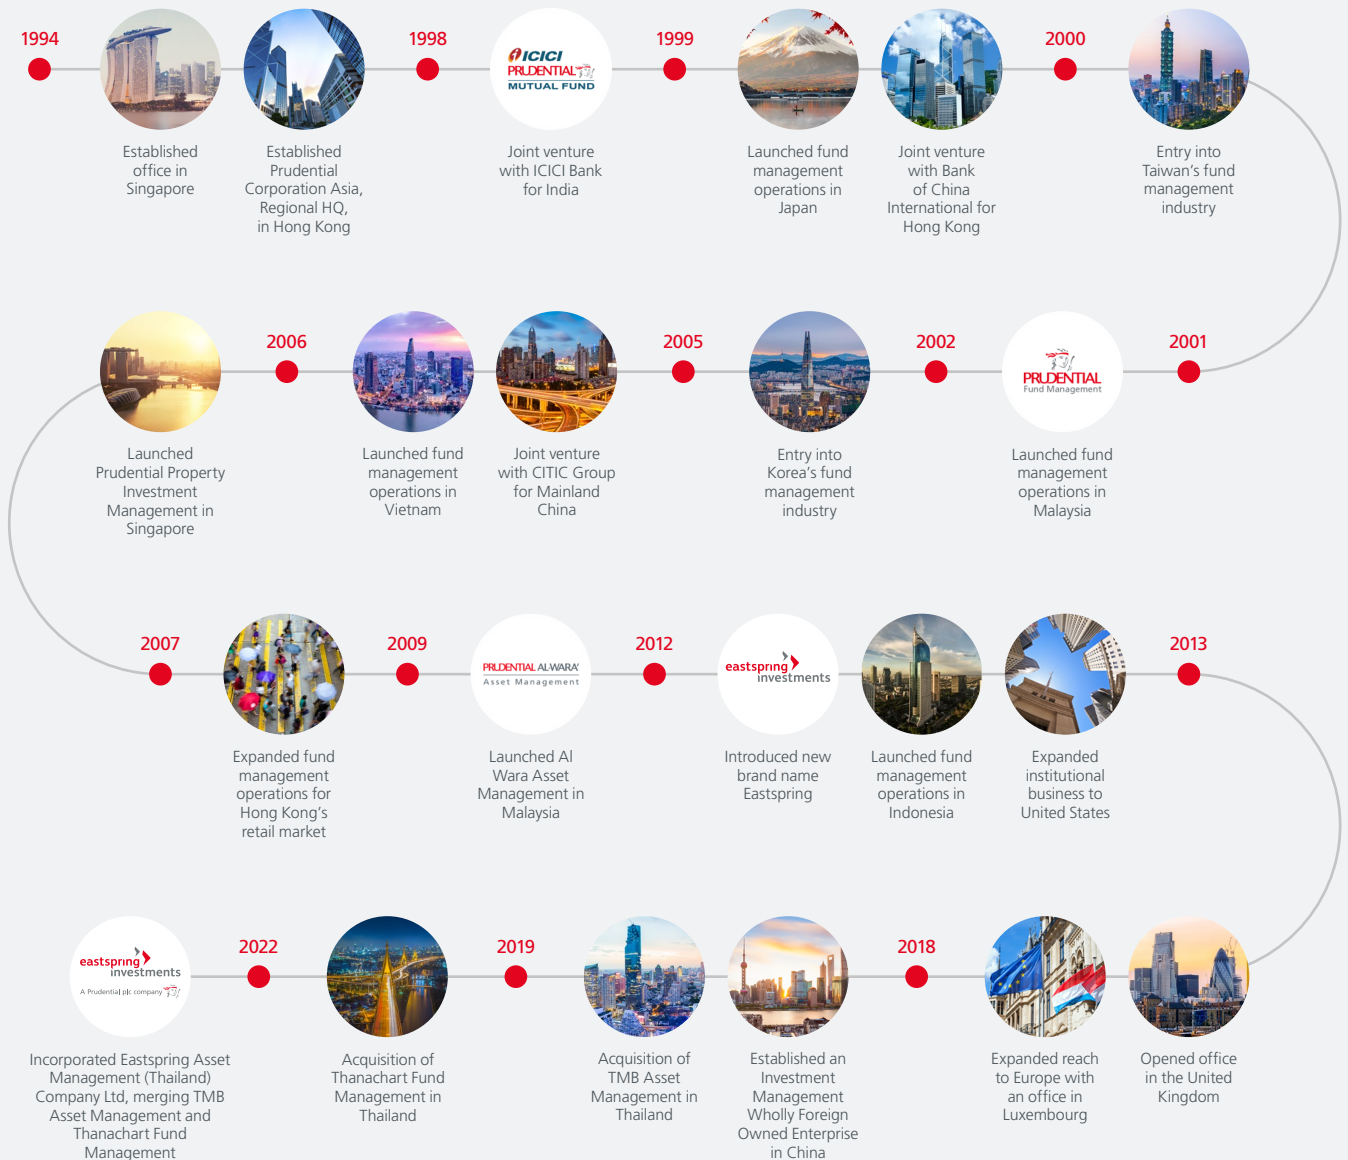 1994
Established
office in
Singapore
Established
Prudential
Corporation Asia,
Regional HQ,
in Hong Kong
1998
ICICI
PRUDENTIAL
MUTUAL FUND
Joint venture
with ICICI Bank
for India
1999
Launched fund
management
operations in
Japan
Joint venture
with Bank
of China
International for
Hong Kong
2000
Entry into
Taiwan’s fund
management
industry
2001
PRUDENTIAL
Fund Management
Launched fund
management
operations in
Malaysia
2002
Entry into
Korea’s fund
management
industry
2005
Joint venture
with CITIC Group
for Mainland
China
Launched fund
management
operations in
Vietnam
2006
Launched
Prudential Property
Investment
Management in
Singapore
2007
Expanded fund
management
operations for
Hong Kong’s
retail market
2009
PRUDENTIAL AL-WARA'
Asset Management
Launched Al
Wara Asset
Management in
Malaysia
2012
eastspring
investments
Introduced new
brand name
Eastspring
Launched fund
management
operations in
Indonesia
Expanded
institutional
business to
United States
2013
Opened office
in the United
Kingdom
Expanded reach
to Europe with
an office in
Luxembourg
2018
Established an
Investment
Management
Wholly Foreign
Owned Enterprise
in China
Acquisition of
TMB Asset
Management in
Thailand
2019
Acquisition of
Thanachart Fund
Management in
Thailand
2022
eastspring
investments
A Prudential plc company
Incorporated Eastspring Asset
Management (Thailand)
Company Ltd, merging TMB
Asset Management and
Thanachart Fund
Management